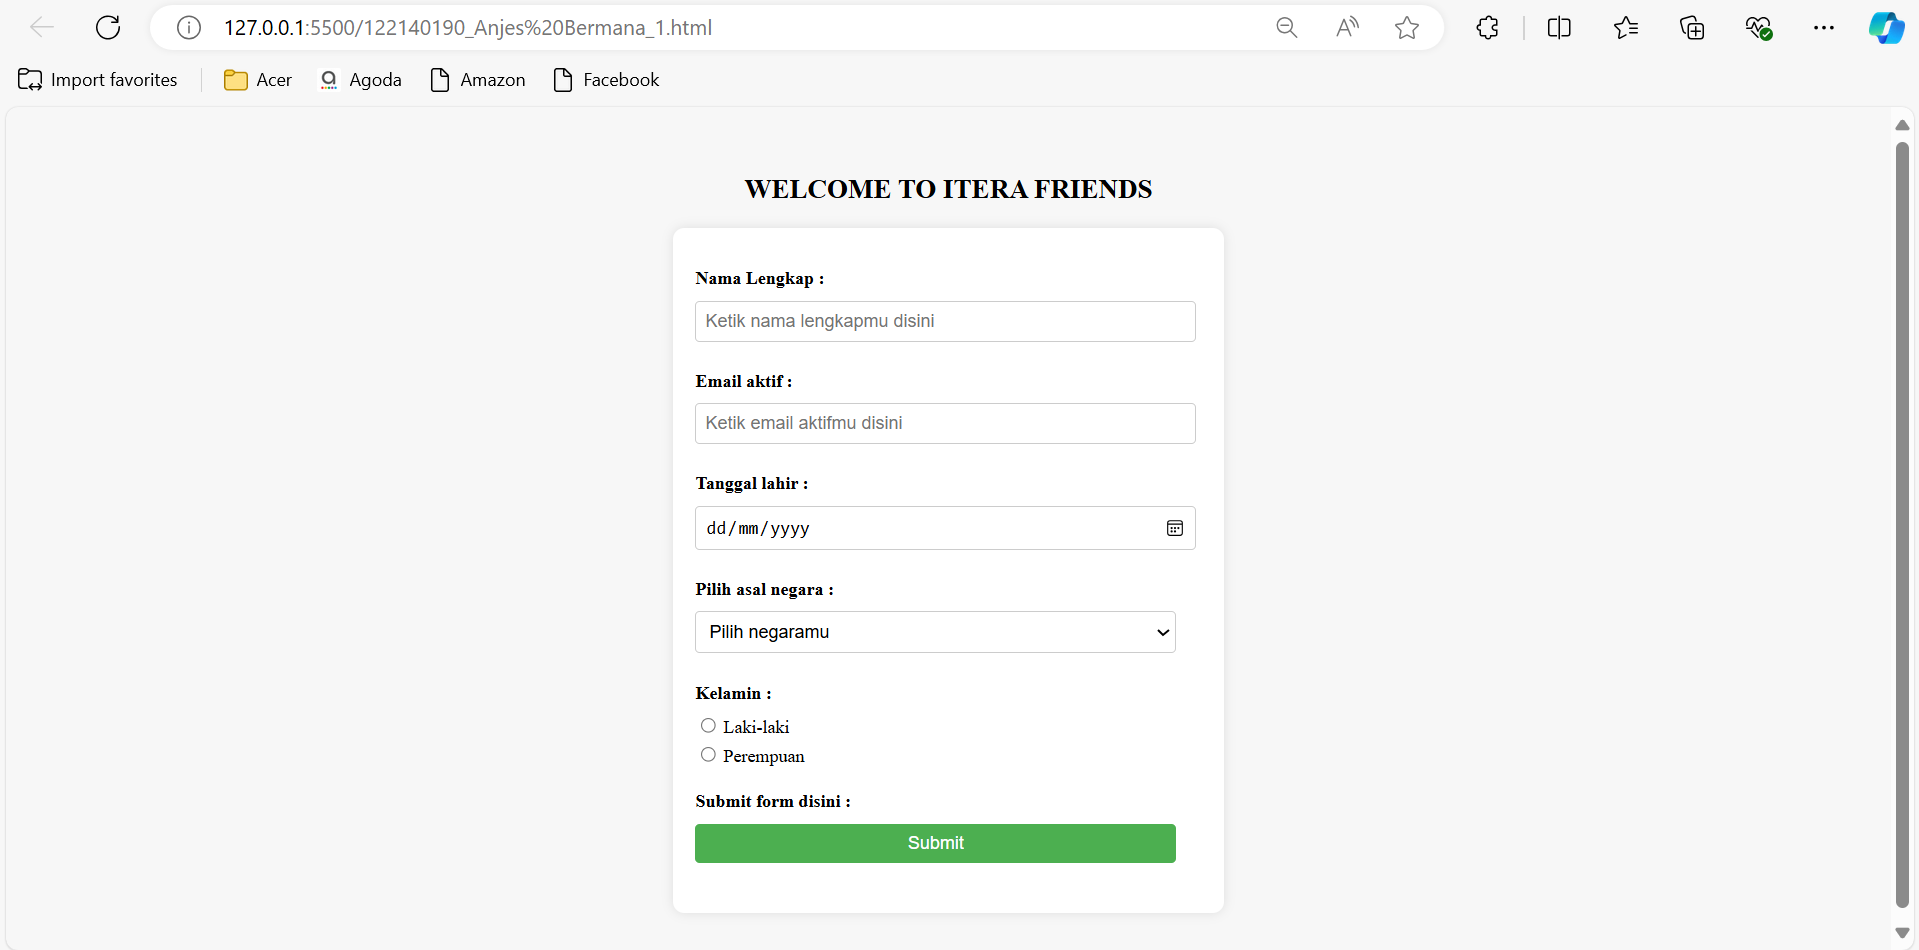 127.0.0.1:5500/122140190_Anjes%20Bermana_1.html
Import favorites Acer Agoda Amazon Facebook
WELCOME TO ITERA FRIENDS
Nama Lengkap :
Ketik nama lengkapmu disini
Email aktif :
Ketik email aktifmu disini
Tanggal lahir :
dd/mm/yyyy
Pilih asal negara :
Pilih negaramu
Kelamin :
Laki-laki
Perempuan
Submit form disini :
Submit